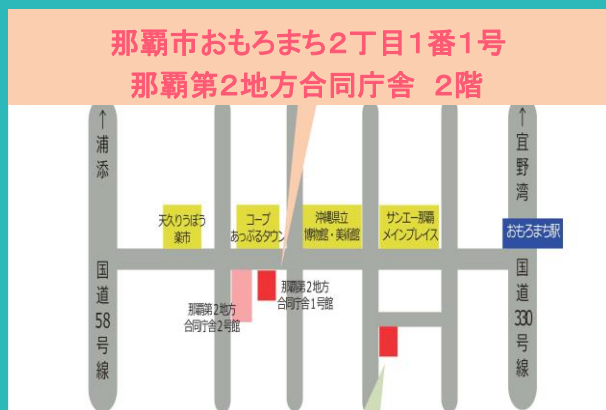 那覇市おもろまち2丁目1番1号
那覇第2地方合同庁舎 2階
↑浦添
↑宜野湾
天久りうぼう
楽市
コープ
あっぷるタウン
沖縄県立
博物館・美術館
サンエー那覇
メインプレイス
おもろまち駅
国道58号線
那覇第2地方
合同庁舎2号館
那覇第2地方
合同庁舎1号館
国道330号線